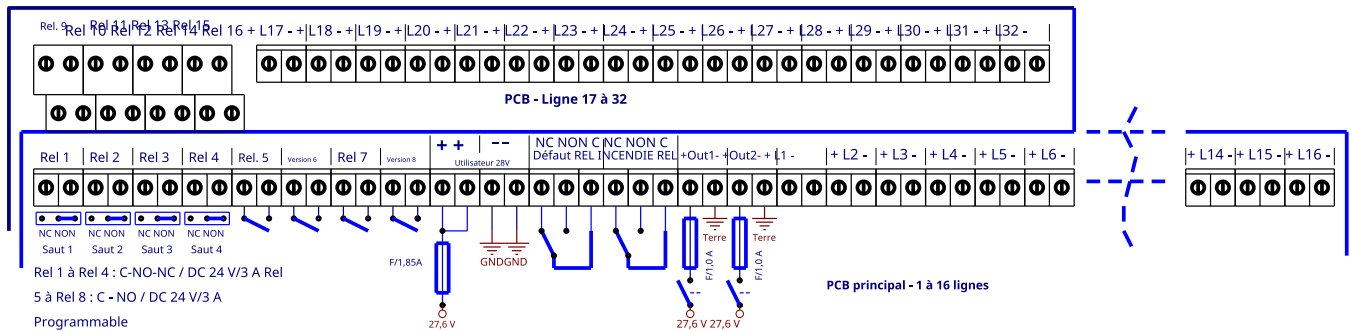 Rel. 9 Rel 11 Rel 13 Rel 15
Rel 10 Rel 12 Rel 14 Rel 16 + L17 - + L18 - + L19 - + L20 - + L21 - + L22 - + L23 - + L24 - + L25 - + L26 - + L27 - + L28 - + L29 - + L30 - + L31 - + L32 -
PCB - Ligne 17 à 32
+ + -- NC NON C NC NON C
Rel 1 Rel 2 Rel 3 Rel 4 Rel. 5 Version 6 Rel 7 Version 8 Utilisateur 28V Défaut REL INCENDIE REL +Out1- +Out2- + L1 - + L2 - + L3 - + L4 - + L5 - + L6 - + L14 - + L15 - + L16 -
NC NON NC NON NC NON NC NON
Saut 1 Saut 2 Saut 3 Saut 4
Terre Terre
F/1,85A GND GND F/1,0 A F/1,0 A
Rel 1 à Rel 4 : C-NO-NC / DC 24 V/3 A Rel
5 à Rel 8 : C - NO / DC 24 V/3 A
PCB principal - 1 à 16 lignes
Programmable
27,6 V 27,6 V 27,6 V